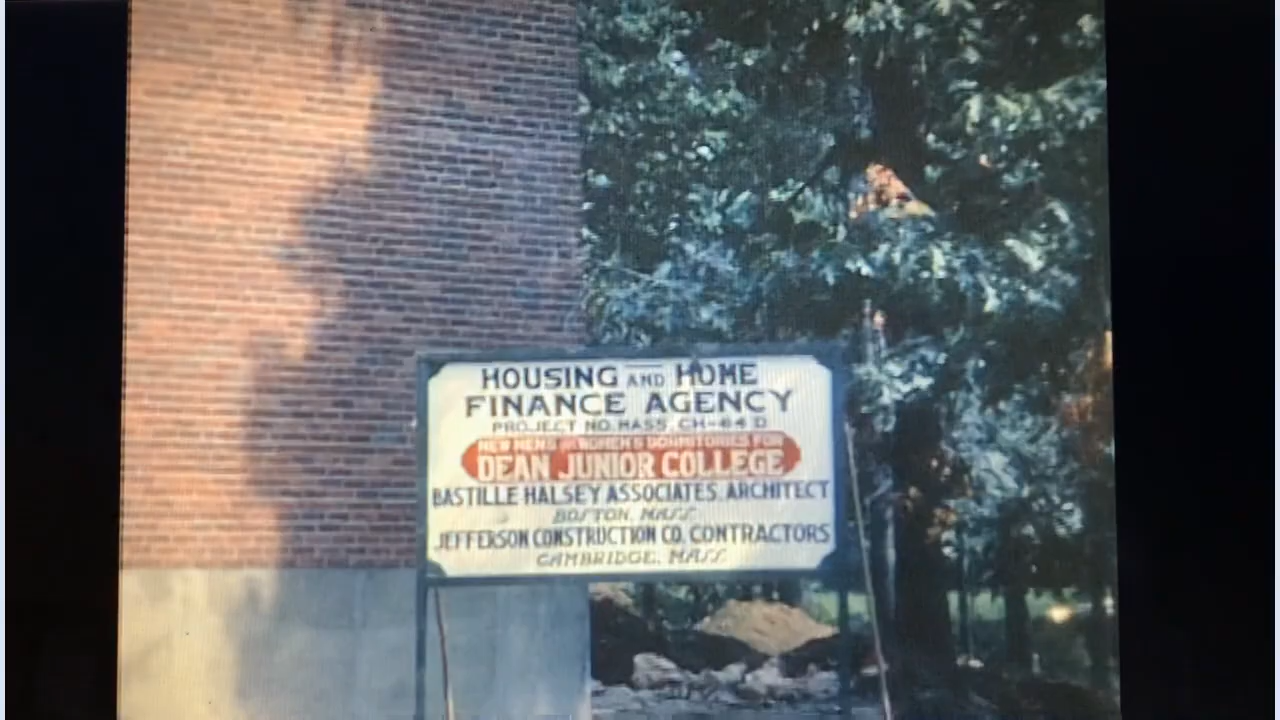 HOUSING AND HOME
FINANCE AGENCY
PROJECT NO. MASS. CH-64 D
NEW MEN'S AND WOMEN'S DORMITORIES FOR
DEAN JUNIOR COLLEGE
BASTILLE HALSEY ASSOCIATES, ARCHITECT
BOSTON, MASS.
JEFFERSON CONSTRUCTION CO. CONTRACTORS
CAMBRIDGE, MASS.